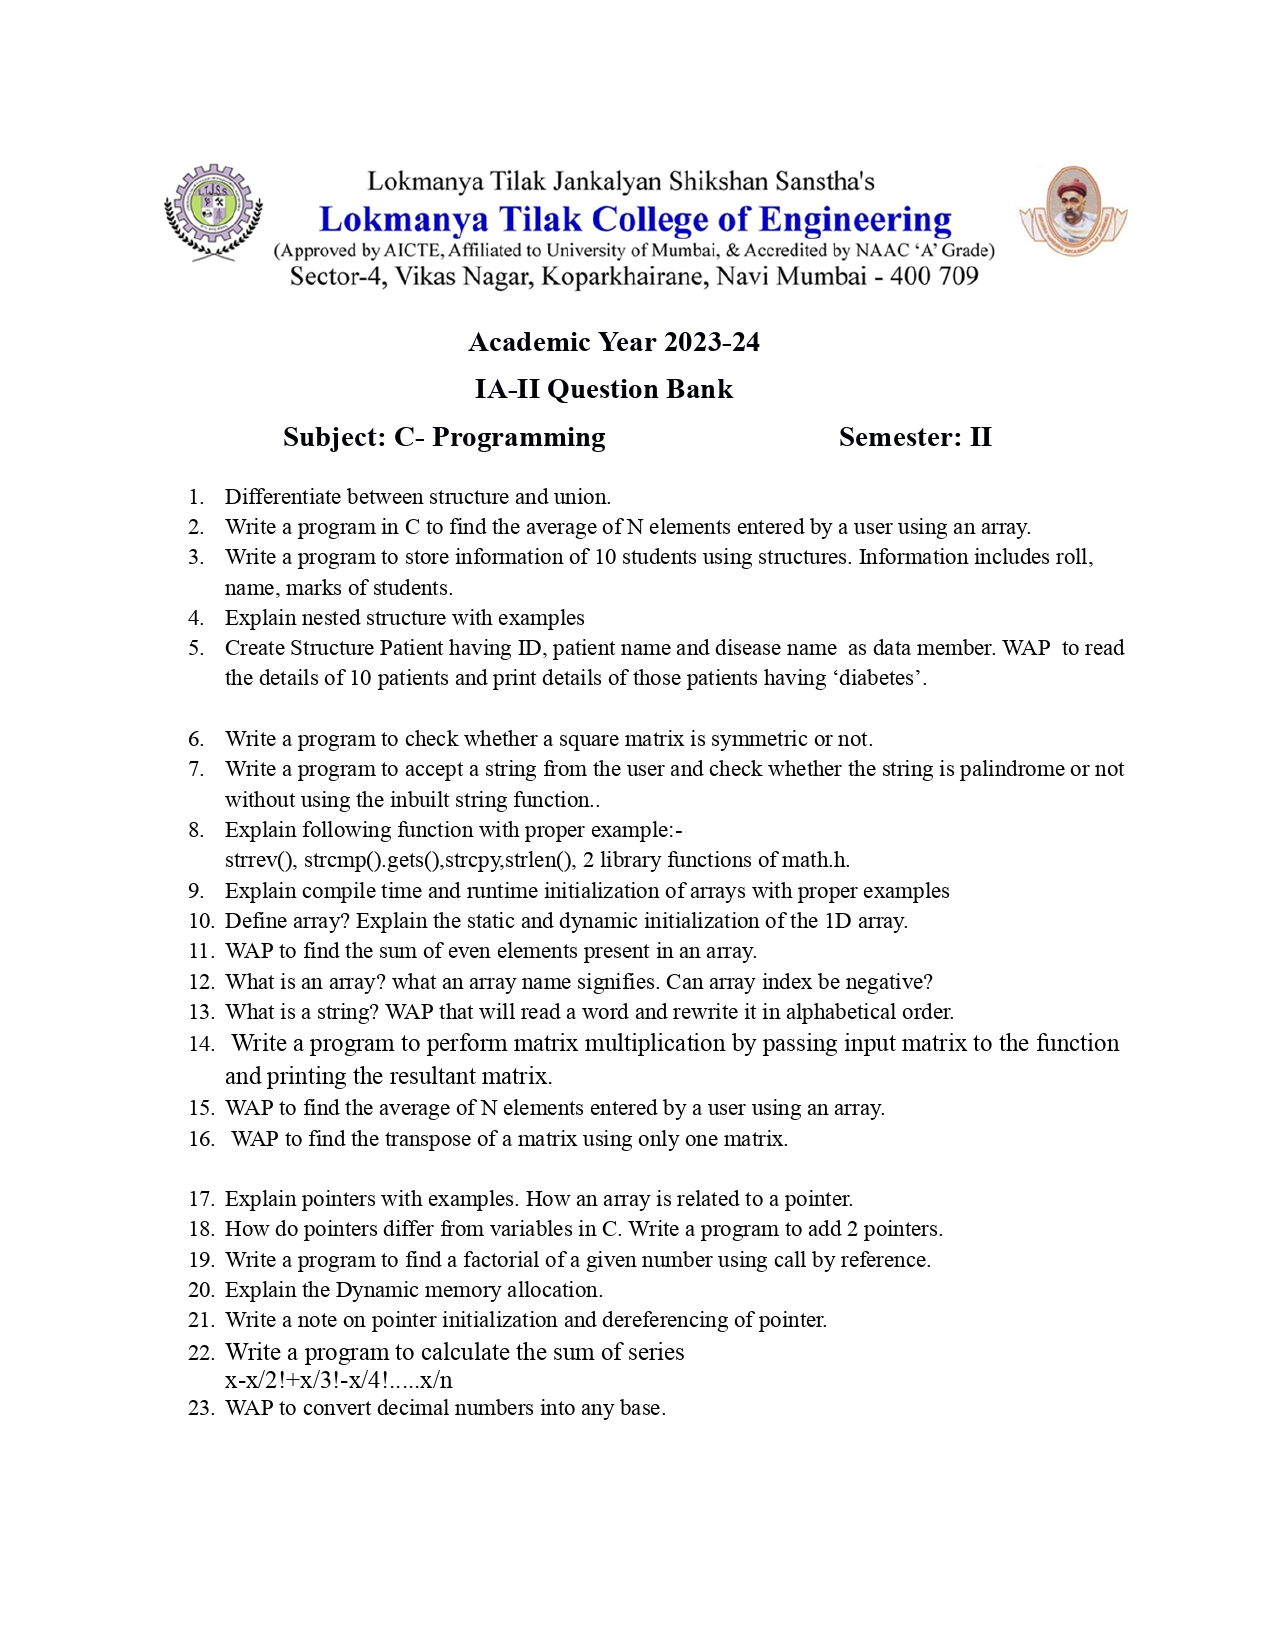 Lokmanya Tilak Jankalyan Shikshan Sanstha's
Lokmanya Tilak College of Engineering
(Approved by AICTE, Affiliated to University of Mumbai, & Accredited by NAAC ‘A’ Grade)
Sector-4, Vikas Nagar, Koparkhairane, Navi Mumbai - 400 709
L.T.J.S.S
Academic Year 2023-24
IA-II Question Bank
Subject: C- Programming Semester: II
1. Differentiate between structure and union.
2. Write a program in C to find the average of N elements entered by a user using an array.
3. Write a program to store information of 10 students using structures. Information includes roll,
name, marks of students.
4. Explain nested structure with examples
5. Create Structure Patient having ID, patient name and disease name  as data member. WAP  to read
the details of 10 patients and print details of those patients having ‘diabetes’.
6. Write a program to check whether a square matrix is symmetric or not.
7. Write a program to accept a string from the user and check whether the string is palindrome or not
without using the inbuilt string function..
8. Explain following function with proper example:-
strrev(), strcmp().gets(),strcpy,strlen(), 2 library functions of math.h.
9. Explain compile time and runtime initialization of arrays with proper examples
10. Define array? Explain the static and dynamic initialization of the 1D array.
11. WAP to find the sum of even elements present in an array.
12. What is an array? what an array name signifies. Can array index be negative?
13. What is a string? WAP that will read a word and rewrite it in alphabetical order.
14. Write a program to perform matrix multiplication by passing input matrix to the function
and printing the resultant matrix.
15. WAP to find the average of N elements entered by a user using an array.
16. WAP to find the transpose of a matrix using only one matrix.
17. Explain pointers with examples. How an array is related to a pointer.
18. How do pointers differ from variables in C. Write a program to add 2 pointers.
19. Write a program to find a factorial of a given number using call by reference.
20. Explain the Dynamic memory allocation.
21. Write a note on pointer initialization and dereferencing of pointer.
22. Write a program to calculate the sum of series
x-x/2!+x/3!-x/4!.....x/n
23. WAP to convert decimal numbers into any base.